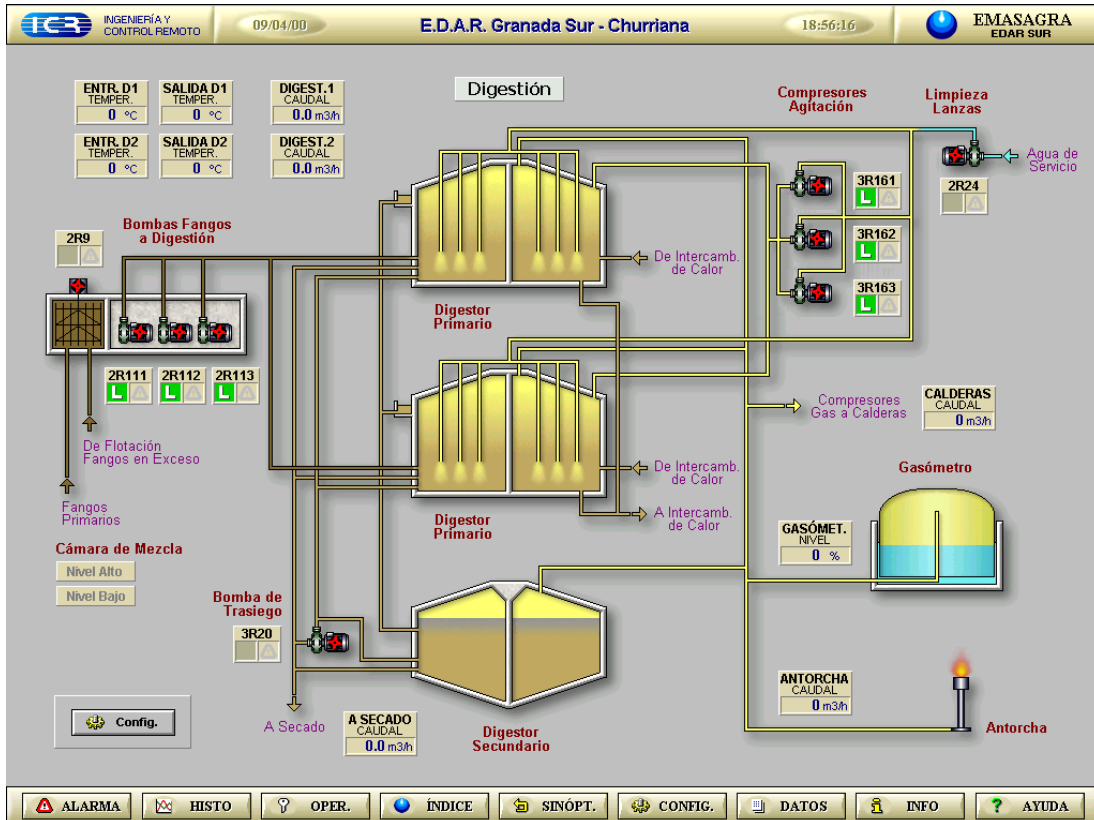 ICR
INGENIERÍA Y
CONTROL REMOTO
09/04/00
E.D.A.R. Granada Sur - Churriana
18:56:16
EMASAGRA
EDAR SUR
ENTR. D1
TEMPER.
0 ºC
SALIDA D1
TEMPER.
0 ºC
DIGEST.1
CAUDAL
0.0 m3/h
Digestión
Compresores
Agitación
Limpieza
Lanzas
ENTR. D2
TEMPER.
0 ºC
SALIDA D2
TEMPER.
0 ºC
DIGEST.2
CAUDAL
0.0 m3/h
Agua de
Servicio
3R161
L
2R24
Bombas Fangos
a Digestión
2R9
3R162
L
De Intercamb.
de Calor
3R163
L
Digestor
Primario
2R111
L
2R112
L
2R113
L
Compresores
Gas a Calderas
CALDERAS
CAUDAL
0 m3/h
De Flotación
Fangos en Exceso
De Intercamb.
de Calor
Gasómetro
Fangos
Primarios
A Intercamb.
de Calor
Digestor
Primario
GASÓMET.
NIVEL
0 %
Cámara de Mezcla
Nivel Alto
Nivel Bajo
Bomba de
Trasiego
3R20
ANTORCHA
CAUDAL
0 m3/h
Config.
A Secado
A SECADO
CAUDAL
0.0 m3/h
Digestor
Secundario
Antorcha
ALARMA
HISTO
OPER.
ÍNDICE
SINÓPT.
CONFIG.
DATOS
INFO
AYUDA